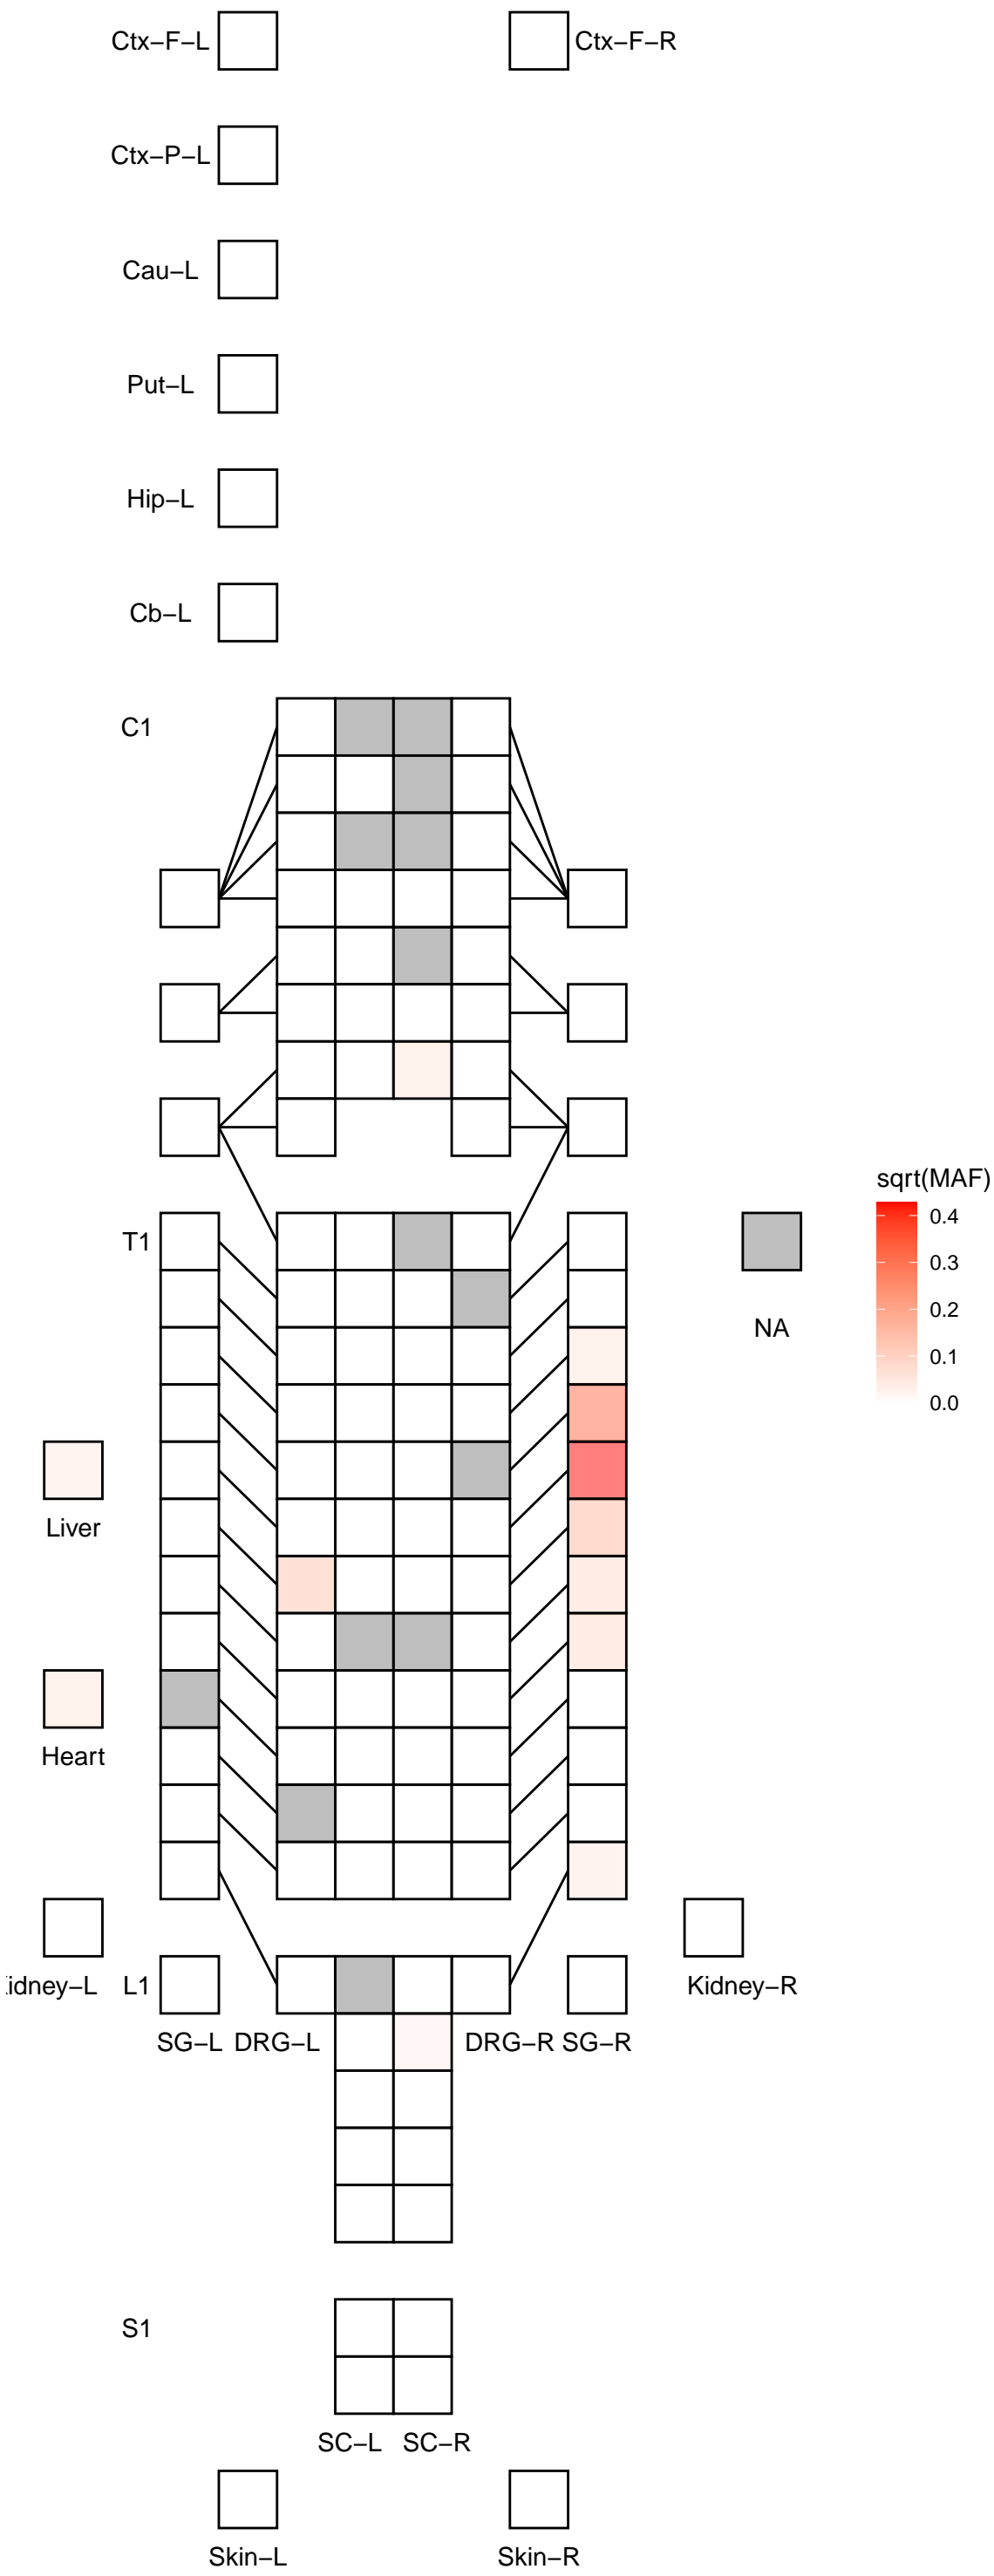 Ctx−F−L
Ctx−F−R
Ctx−P−L
Cau−L
Put−L
Hip−L
Cb−L
C1
sqrt(MAF)
0.4
0.3
0.2
0.1
0.0
T1
NA
Liver
Heart
idney−L
L1
Kidney−R
SG−L
DRG−L
DRG−R
SG−R
S1
SC−L
SC−R
Skin−L
Skin−R